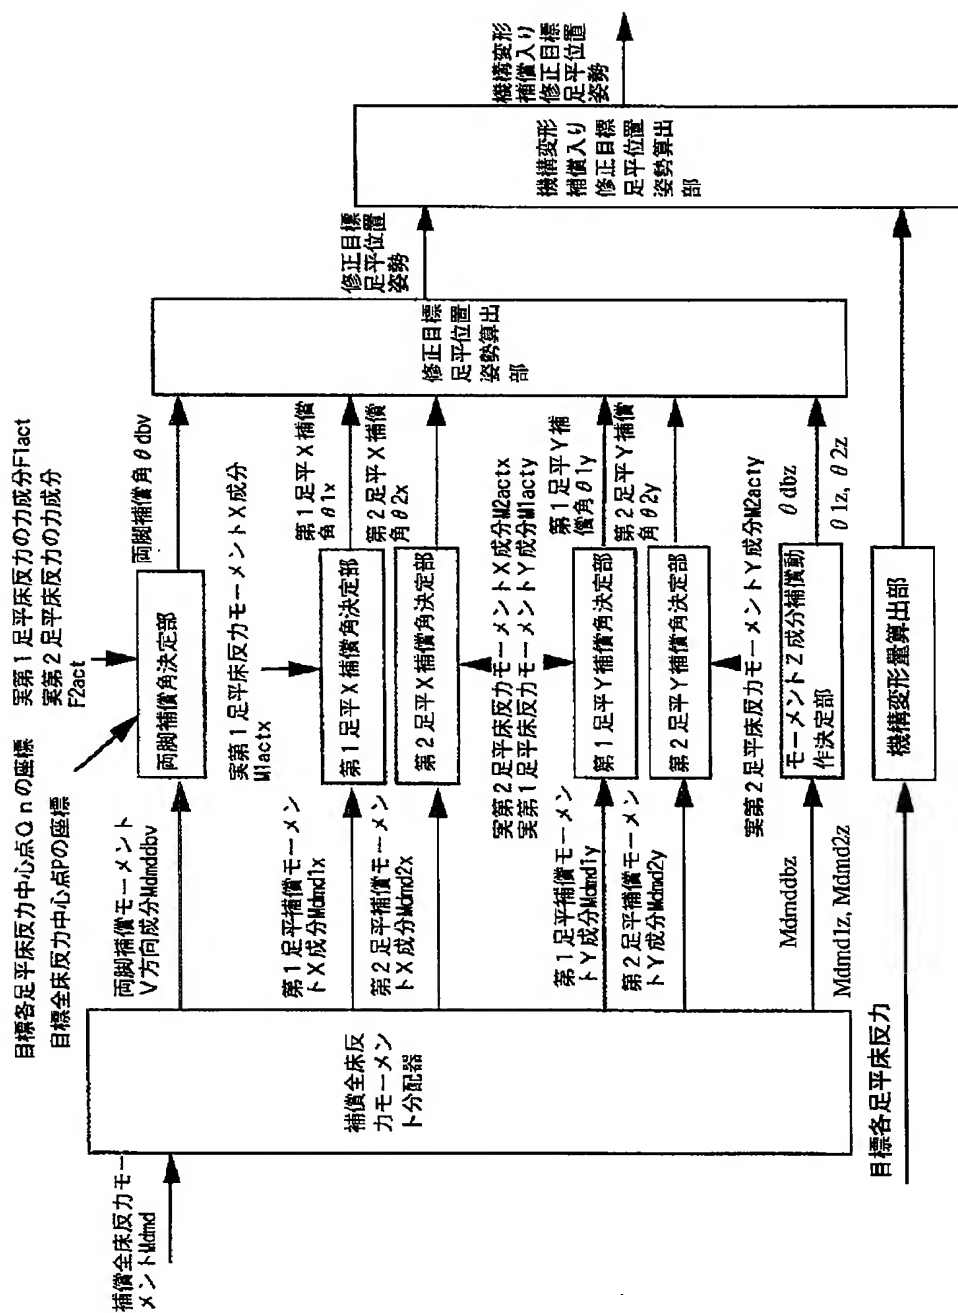 補償全床反力モー
メントMdmd
補償全床反
力モーメン
ト分配器
目標各足平床反力中心点Ｑｎの座標
目標全床反力中心点Pの座標
実第1足平床反力の力成分F1act
実第2足平床反力の力成分
F2act
両脚補償モーメント
V方向成分Mdmddbv
両脚補償角決定部
両脚補償角θdbv
実第1足平床反力モーメントX成分
M1actx
第1足平補償モーメン
トX成分Mdmd1x
第1足平X補償角決定部
第1足平X補償
角θ1x
第2足平補償モーメン
トX成分Mdmd2x
第2足平X補償角決定部
第2足平X補償
角θ2x
実第2足平床反力モーメントX成分M2actx
実第1足平床反力モーメントY成分M1acty
第1足平補償モーメン
トY成分Mdmd1y
第1足平Y補償角決定部
第1足平Y補
償角θ1y
第2足平補償モーメン
トY成分Mdmd2y
第2足平Y補償角決定部
第2足平Y補償
角θ2y
実第2足平床反力モーメントY成分M2acty
Mdmddbz
Mdmd1z, Mdmd2z
モーメントZ成分補償動
作決定部
θdbz
θ1z, θ2z
目標各足平床反力
機構変形量算出部
修正目標
足平位置
姿勢算出
部
修正目標
足平位置
姿勢
機構変形
補償入り
修正目標
足平位置
姿勢算出
部
機構変形
補償入り
修正目標
足平位置
姿勢